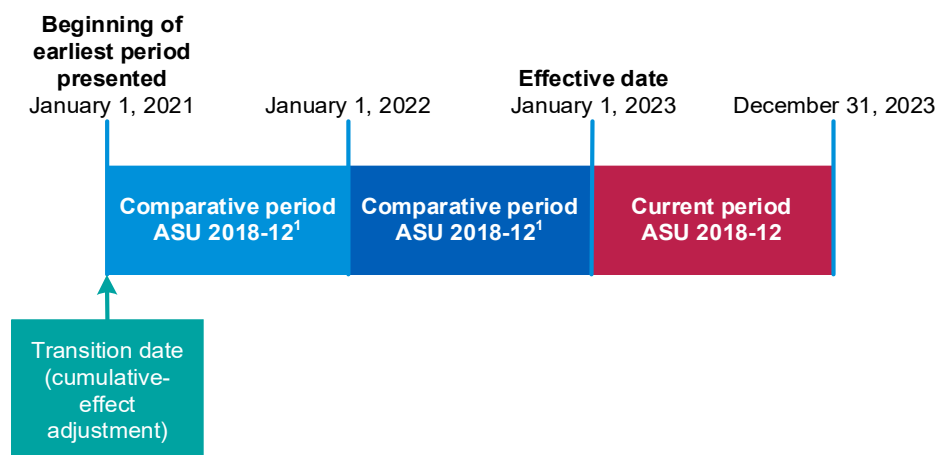 Beginning of
earliest period
presented
January 1, 2021
January 1, 2022
Effective date
January 1, 2023
December 31, 2023
Comparative period
ASU 2018-12¹
Comparative period
ASU 2018-12¹
Current period
ASU 2018-12
Transition date
(cumulative-
effect
adjustment)